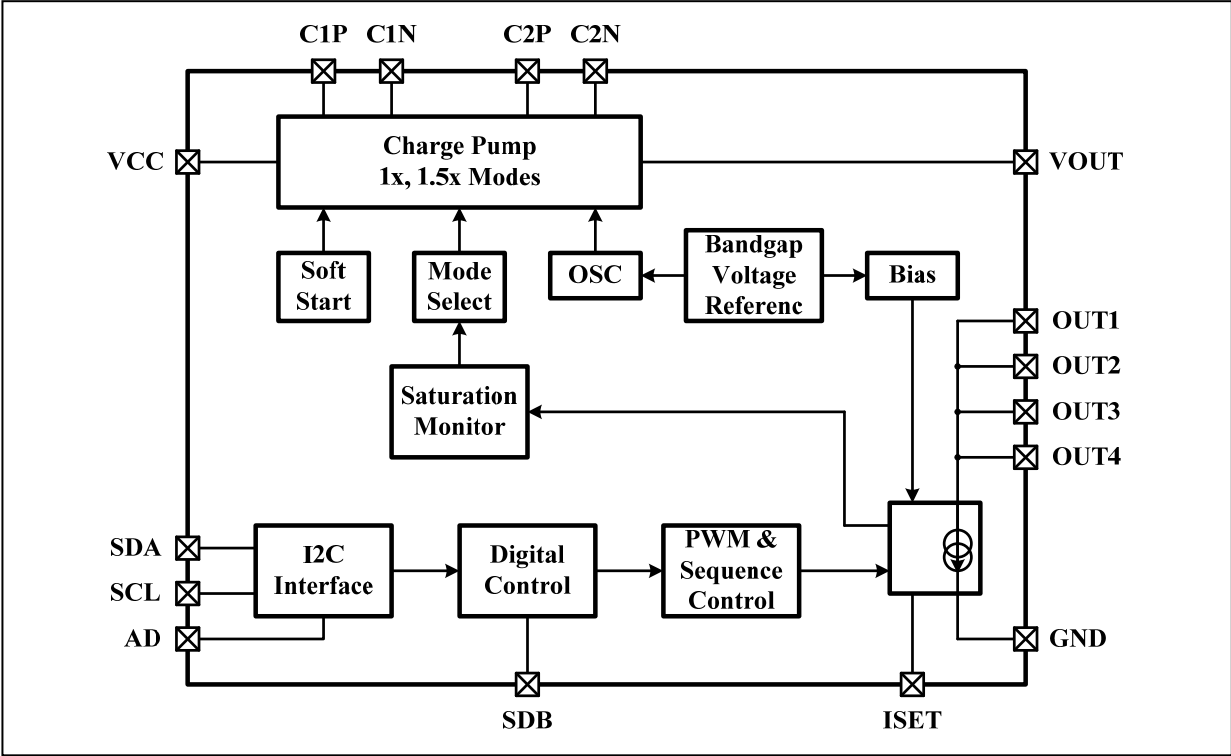 C1P C1N C2P C2N
VCC
Charge Pump
1x, 1.5x Modes
VOUT
Soft
Start
Mode
Select
OSC
Bandgap
Voltage
Referenc
Bias
OUT1
OUT2
OUT3
OUT4
Saturation
Monitor
SDA
SCL
AD
I2C
Interface
Digital
Control
PWM &
Sequence
Control
GND
SDB
ISET